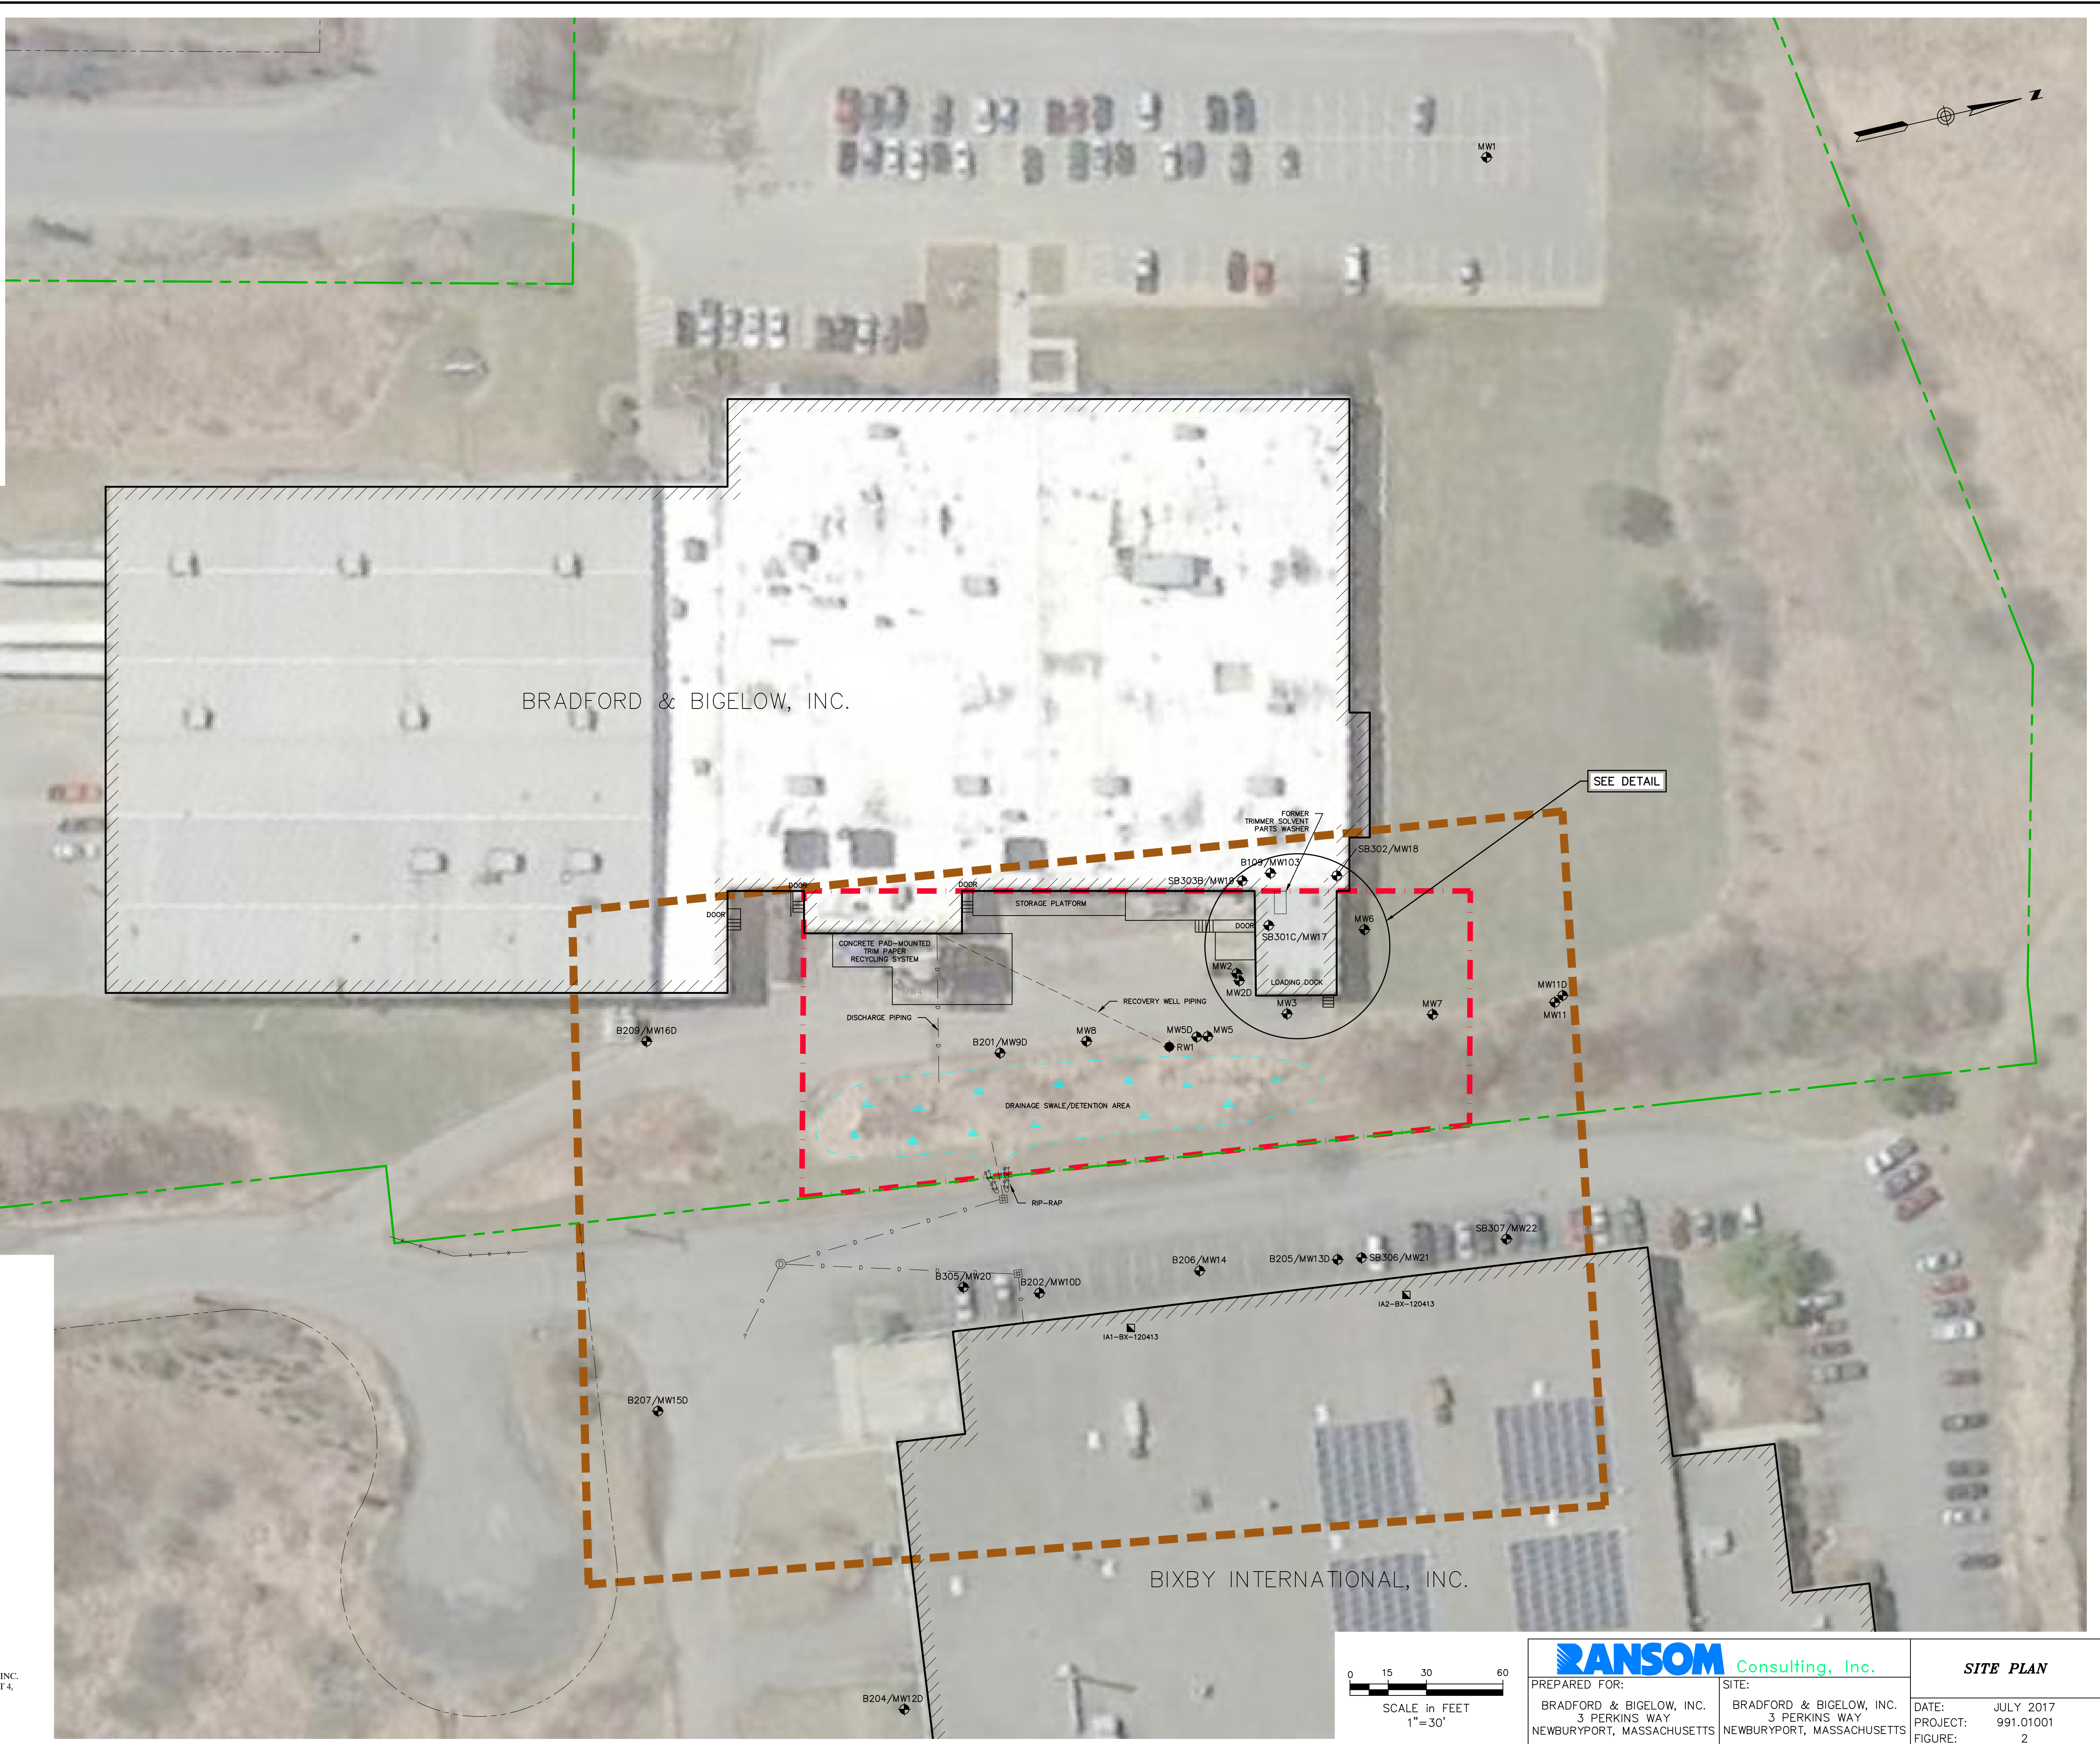 Z
MW1
BRADFORD & BIGELOW, INC.
SEE DETAIL
FORMER
TRIMMER SOLVENT
PARTS WASHER
SB302/MW18
B109/MW103
SB303B/MW19
DOOR
DOOR
DOOR
STORAGE PLATFORM
DOOR
MW6
SB301C/MW17
CONCRETE PAD-MOUNTED
TRIM PAPER
RECYCLING SYSTEM
MW4
MW2
MW2D
LOADING DOCK
MW3
MW7
MW11D
MW11
RECOVERY WELL PIPING
DISCHARGE PIPING
B209/MW16D
B201/MW9D
MW8
MW5D
MW5
RW1
DRAINAGE SWALE/DETENTION AREA
RIP-RAP
SB307/MW22
B206/MW14
B205/MW13D
SB306/MW21
B305/MW20
B202/MW10D
IA2-BX-120413
IA1-BX-120413
?
B207/MW15D
BIXBY INTERNATIONAL, INC.
B204/MW12D
INC.
T 4,
0 15 30 60
SCALE in FEET
1"=30'
RANSOM Consulting, Inc.
PREPARED FOR:
BRADFORD & BIGELOW, INC.
3 PERKINS WAY
NEWBURYPORT, MASSACHUSETTS
SITE:
BRADFORD & BIGELOW, INC.
3 PERKINS WAY
NEWBURYPORT, MASSACHUSETTS
SITE PLAN
DATE: JULY 2017
PROJECT: 991.01001
FIGURE: 2